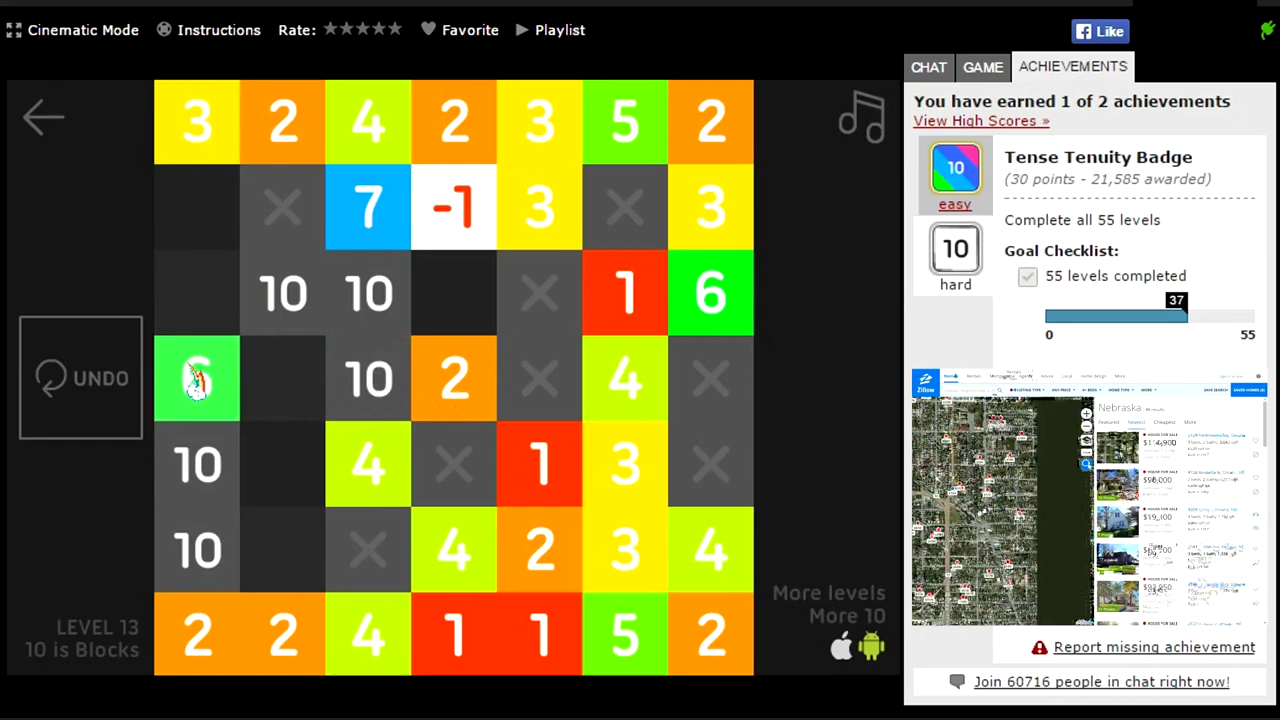 Cinematic Mode Instructions Rate: Favorite Playlist
Like
CHAT GAME ACHIEVEMENTS
You have earned 1 of 2 achievements
View High Scores »
10
easy
Tense Tenuity Badge
(30 points - 21,585 awarded)
Complete all 55 levels
10
hard
Goal Checklist:
55 levels completed
37
0 55
3 2 4 2 3 5 2
7 -1 3 3
10 10 1 6
UNDO
6 10 2 4
10 4 1 3
10 4 2 3 4
2 2 4 1 1 5 2
LEVEL 13
10 is Blocks
More levels
More 10
Zillow
Nebraska
Report missing achievement
Join 60716 people in chat right now!